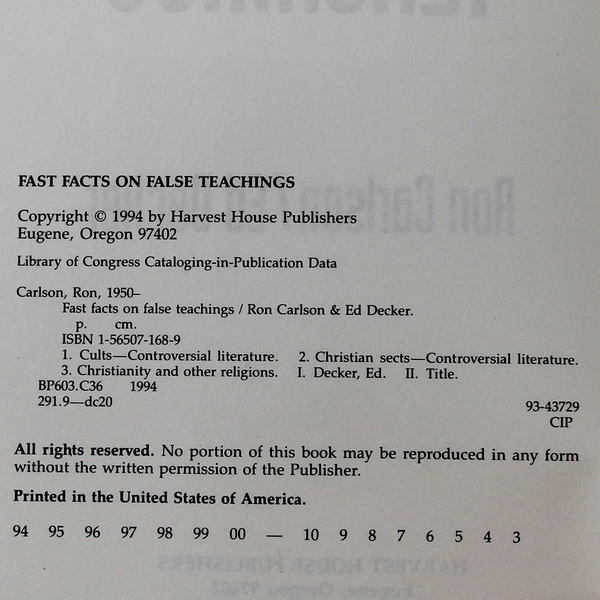 FAST FACTS ON FALSE TEACHINGS
Copyright © 1994 by Harvest House Publishers
Eugene, Oregon 97402
Library of Congress Cataloging-in-Publication Data
Carlson, Ron, 1950–
Fast facts on false teachings / Ron Carlson & Ed Decker.
p. cm.
ISBN 1-56507-168-9
1. Cults—Controversial literature. 2. Christian sects—Controversial literature.
3. Christianity and other religions. I. Decker, Ed. II. Title.
BP603.C36 1994
291.9—dc20
93-43729
CIP
All rights reserved. No portion of this book may be reproduced in any form
without the written permission of the Publisher.
Printed in the United States of America.
94 95 96 97 98 99 00 — 10 9 8 7 6 5 4 3